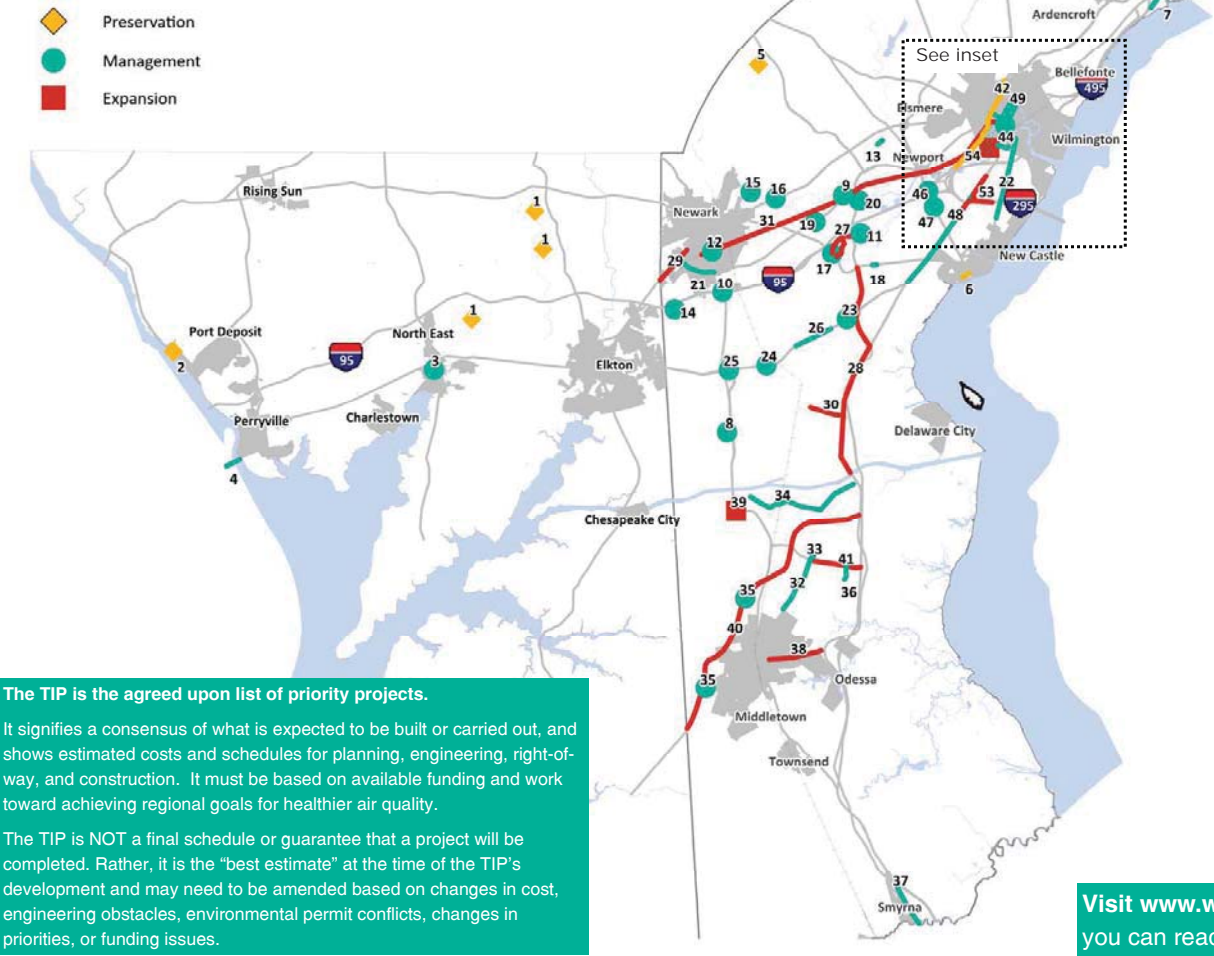 Preservation
Management
Expansion
Ardencroft
7
5
See inset
Bellefonte
495
42
49
Elsmere
44
Wilmington
13
Newport
54
Rising Sun
15
16
9
20
46
53
22
295
1
Newark
31
19
27
11
47
48
12
1
29
17
New Castle
21
10
95
18
6
14
1
23
Port Deposit
North East
26
95
2
3
Elkton
25
24
28
Perryville
Charlestown
30
8
Delaware City
4
34
39
Chesapeake City
33
41
32
36
35
40
38
Odessa
35
Middletown
Townsend
37
Smyrna
The TIP is the agreed upon list of priority projects.
It signifies a consensus of what is expected to be built or carried out, and
shows estimated costs and schedules for planning, engineering, right-of-
way, and construction. It must be based on available funding and work
toward achieving regional goals for healthier air quality.
The TIP is NOT a final schedule or guarantee that a project will be
completed. Rather, it is the “best estimate” at the time of the TIP’s
development and may need to be amended based on changes in cost,
engineering obstacles, environmental permit conflicts, changes in
priorities, or funding issues.
Visit www.w
you can read